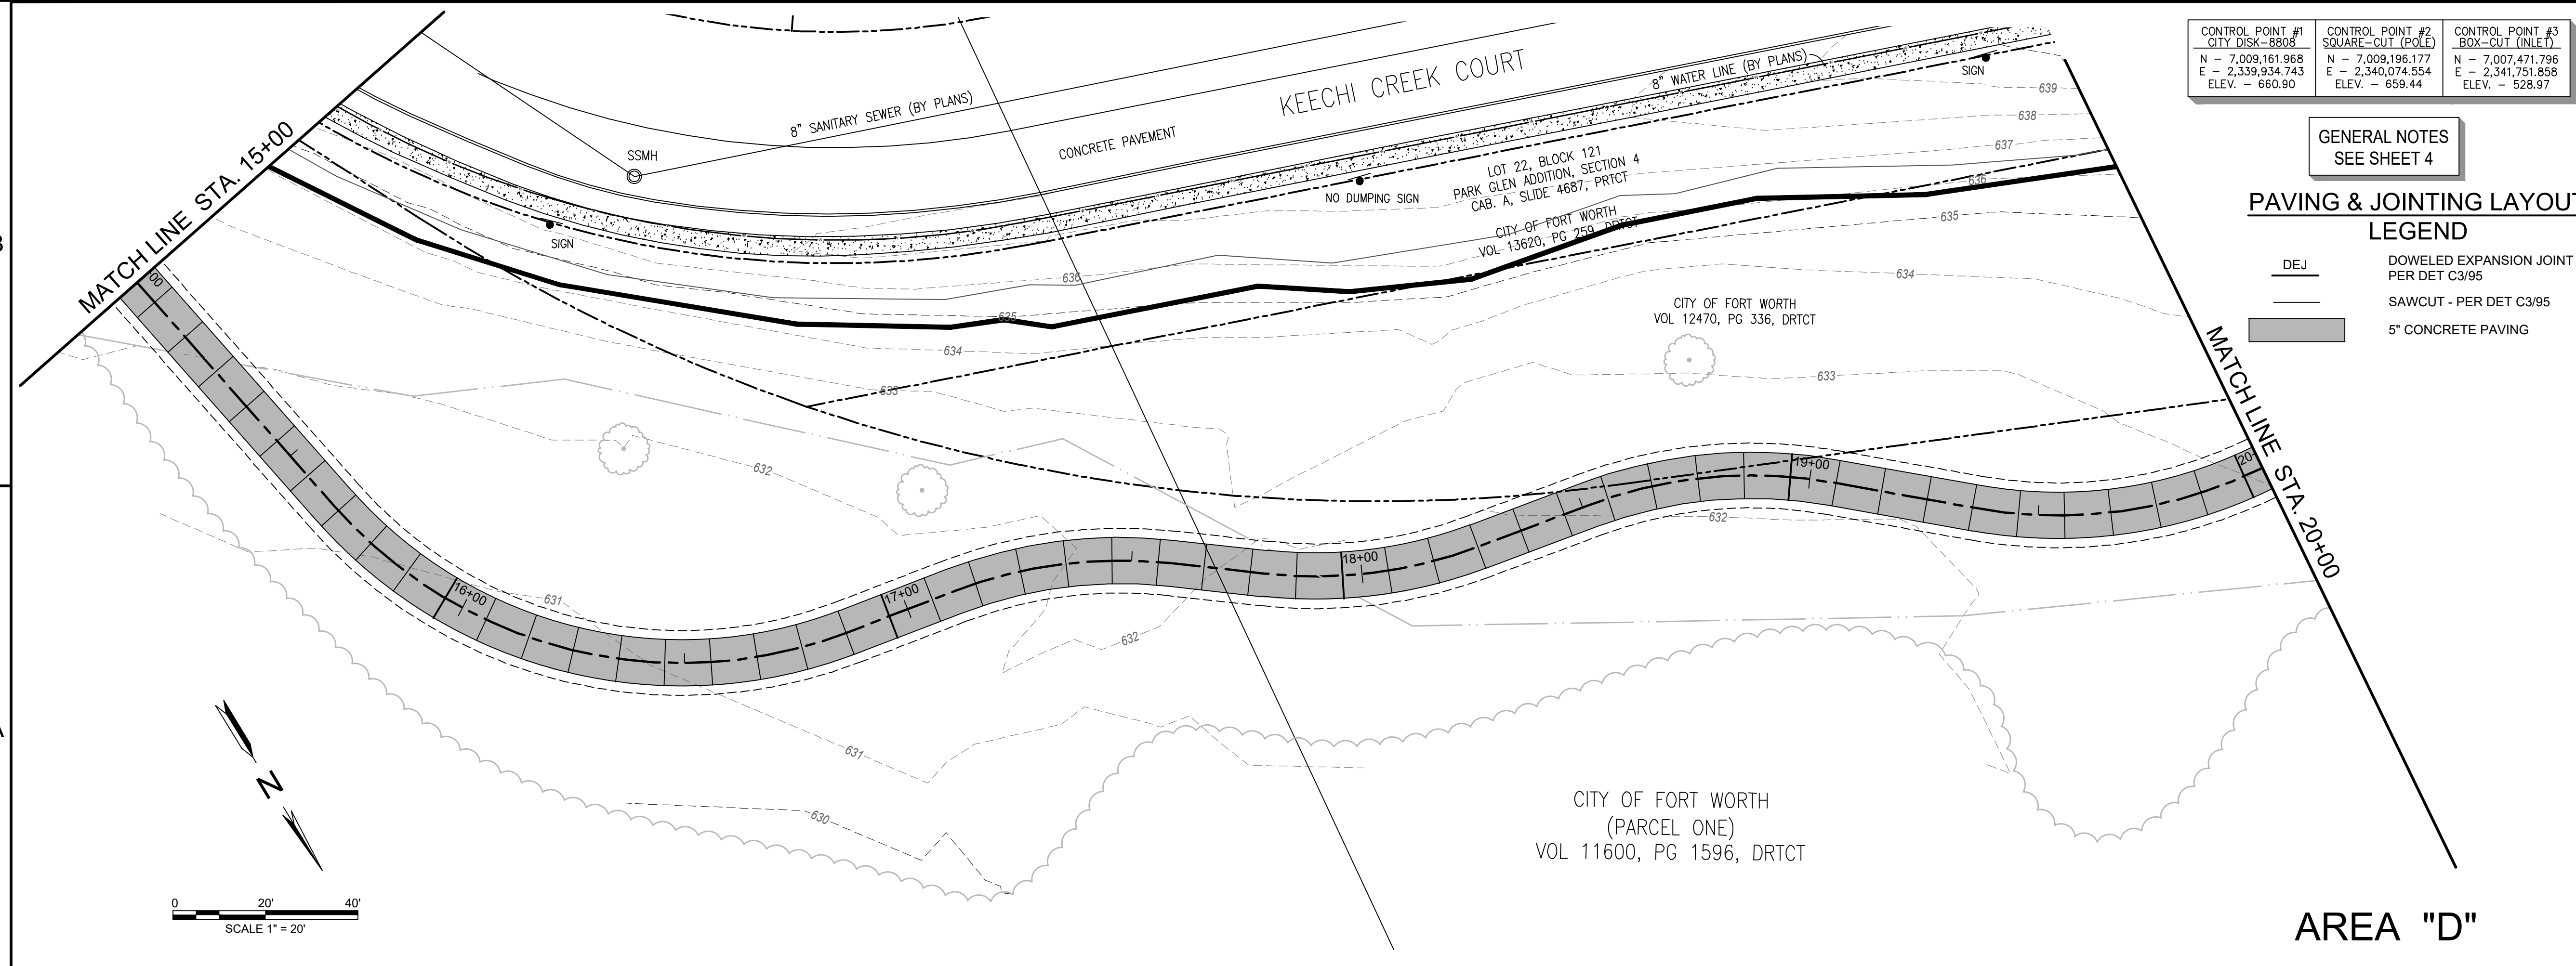 CONTROL POINT #1
CITY DISK-8808
N - 7,009,161.968
E - 2,339,934.743
ELEV. - 660.90
CONTROL POINT #2
SQUARE-CUT (POLE)
N - 7,009,196.177
E - 2,340,074.554
ELEV. - 659.44
CONTROL POINT #3
BOX-CUT (INLET)
N - 7,007,471.796
E - 2,341,751.858
ELEV. - 528.97
GENERAL NOTES
SEE SHEET 4
PAVING & JOINTING LAYOUT
LEGEND
DEJ
DOWELED EXPANSION JOINT
PER DET C3/95
SAWCUT - PER DET C3/95
5" CONCRETE PAVING
MATCH LINE STA. 15+00
8" SANITARY SEWER (BY PLANS)
SSMH
CONCRETE PAVEMENT
KEECHI CREEK COURT
8" WATER LINE (BY PLANS)
SIGN
SIGN
NO DUMPING SIGN
LOT 22, BLOCK 121
PARK GLEN ADDITION, SECTION 4
CAB. A, SLIDE 4687, PRTCT
CITY OF FORT WORTH
VOL 13620, PG 259, DRTCT
CITY OF FORT WORTH
VOL 12470, PG 336, DRTCT
639
638
637
636
635
634
633
632
636
635
634
633
632
631
632
631
630
00
16+00
17+00
18+00
19+00
20
MATCH LINE STA. 20+00
N
0 20' 40'
SCALE 1" = 20'
CITY OF FORT WORTH
(PARCEL ONE)
VOL 11600, PG 1596, DRTCT
AREA "D"